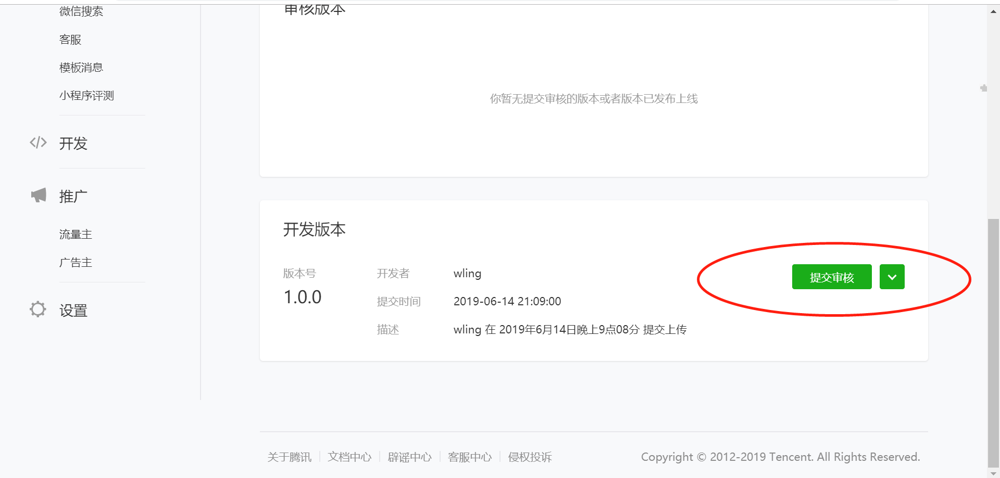 微信搜索
客服
模板消息
小程序评测
开发
推广
流量主
广告主
设置
审核版本
你暂无提交审核的版本或者版本已发布上线
开发版本
版本号
1.0.0
开发者 wling
提交时间 2019-06-14 21:09:00
描述 wling 在 2019年6月14日晚上9点08分 提交上传
提交审核
关于腾讯 文档中心 辟谣中心 客服中心 侵权投诉
Copyright © 2012-2019 Tencent. All Rights Reserved.